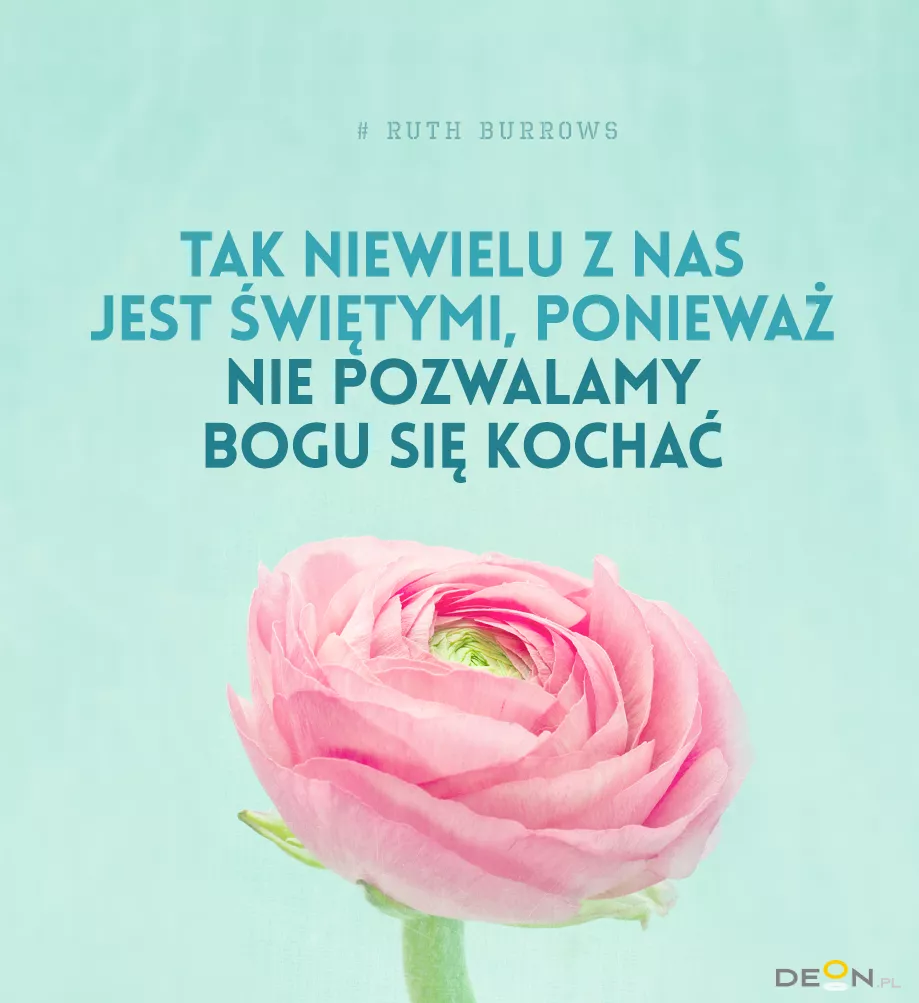 # RUTH BURROWS
TAK NIEWIELU Z NAS
JEST ŚWIĘTYMI, PONIEWAŻ
NIE POZWALAMY
BOGU SIĘ KOCHAĆ
DEON.PL